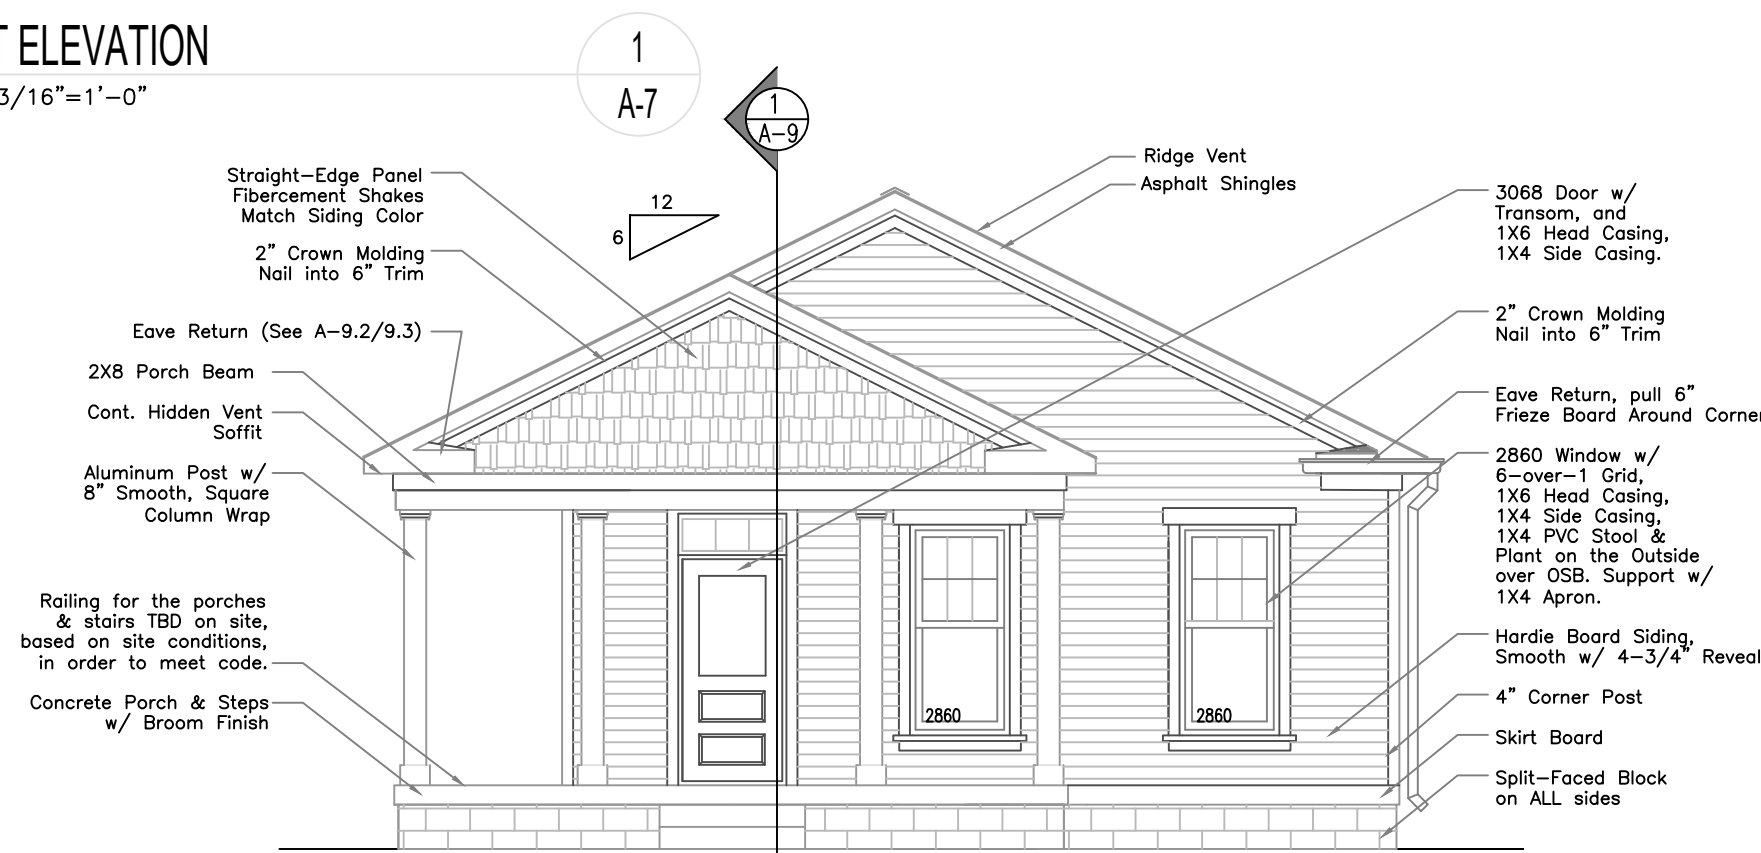 T ELEVATION
3/16"=1'-0"
1
A-7
1
A-9
12
6
Straight-Edge Panel
Fibercement Shakes
Match Siding Color
2" Crown Molding
Nail into 6" Trim
Eave Return (See A-9.2/9.3)
2X8 Porch Beam
Cont. Hidden Vent
Soffit
Aluminum Post w/
8" Smooth, Square
Column Wrap
Railing for the porches
& stairs TBD on site,
based on site conditions,
in order to meet code.
Concrete Porch & Steps
w/ Broom Finish
Ridge Vent
Asphalt Shingles
3068 Door w/
Transom, and
1X6 Head Casing,
1X4 Side Casing.
2" Crown Molding
Nail into 6" Trim
Eave Return, pull 6"
Frieze Board Around Corner
2860 Window w/
6-over-1 Grid,
1X6 Head Casing,
1X4 Side Casing,
1X4 PVC Stool &
Plant on the Outside
over OSB. Support w/
1X4 Apron.
Hardie Board Siding,
Smooth w/ 4-3/4" Reveal
4" Corner Post
Skirt Board
Split-Faced Block
on ALL sides
2860
2860